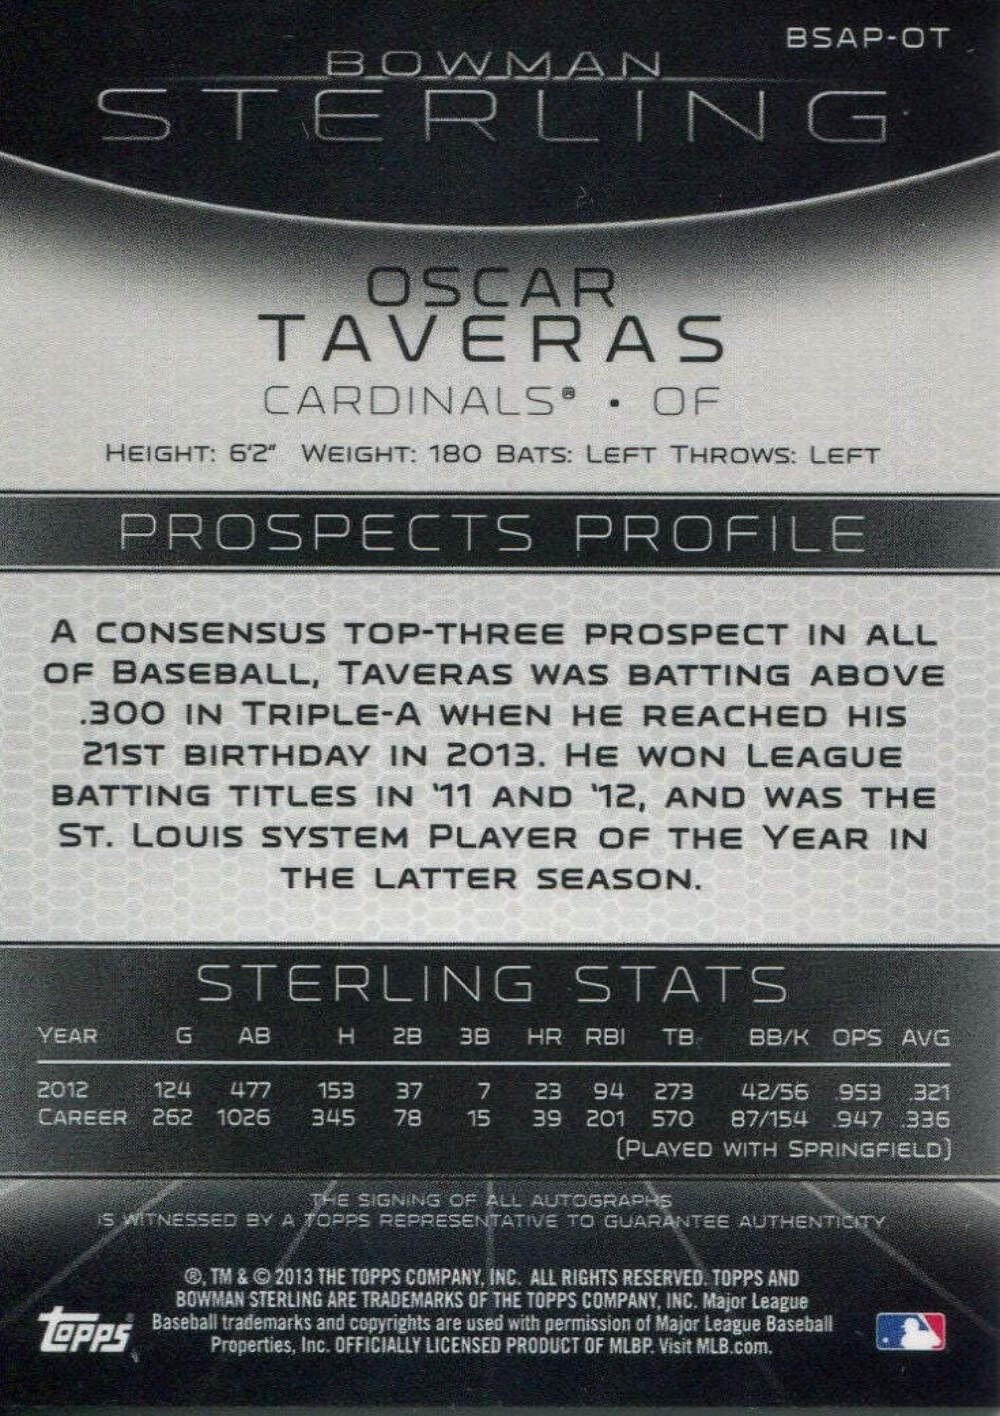 BSAP-OT
BOWMAN
STERLING
OSCAR
TAVERAS
CARDINALS® • OF
HEIGHT: 6'2" WEIGHT: 180 BATS: LEFT THROWS: LEFT
PROSPECTS PROFILE
A CONSENSUS TOP-THREE PROSPECT IN ALL
OF BASEBALL, TAVERAS WAS BATTING ABOVE
.300 IN TRIPLE-A WHEN HE REACHED HIS
21ST BIRTHDAY IN 2013. HE WON LEAGUE
BATTING TITLES IN '11 AND '12, AND WAS THE
ST. LOUIS SYSTEM PLAYER OF THE YEAR IN
THE LATTER SEASON.
STERLING STATS
YEAR G AB H 2B 3B HR RBI TB BB/K OPS AVG
2012 124 477 153 37 7 23 94 273 42/56 .953 .321
CAREER 262 1026 345 78 15 39 201 570 87/154 .947 .336
(PLAYED WITH SPRINGFIELD)
THE SIGNING OF ALL AUTOGRAPHS
IS WITNESSED BY A TOPPS REPRESENTATIVE TO GUARANTEE AUTHENTICITY
®, TM & © 2013 THE TOPPS COMPANY, INC. ALL RIGHTS RESERVED. TOPPS AND
BOWMAN STERLING ARE TRADEMARKS OF THE TOPPS COMPANY, INC. Major League
Baseball trademarks and copyrights are used with permission of Major League Baseball
Properties, Inc. OFFICIALLY LICENSED PRODUCT OF MLBP. Visit MLB.com.
Topps